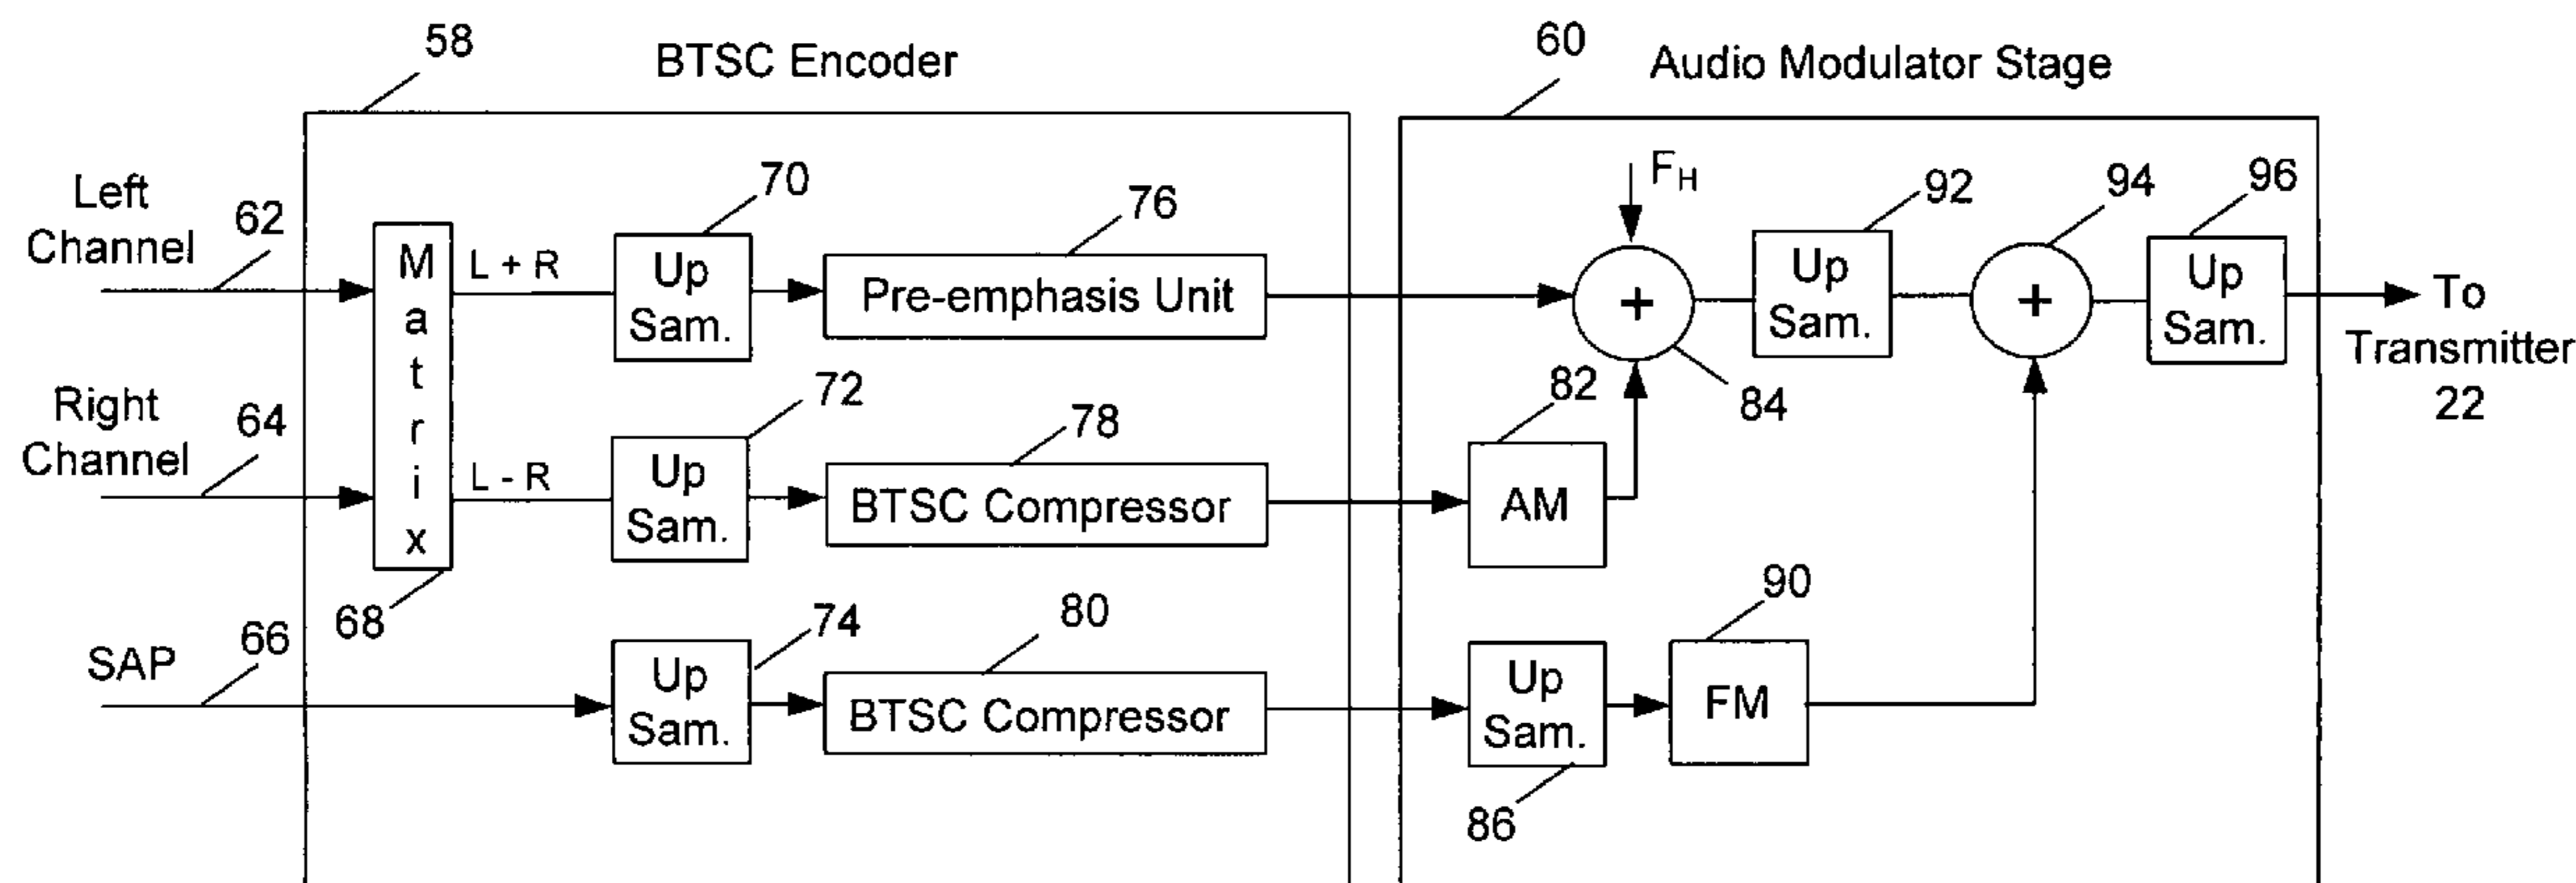 58
BTSC Encoder
60
Audio Modulator Stage
Left
Channel
62
Matrix
L + R
70
Up
Sam.
76
Pre-emphasis Unit
F_H
+
84
92
Up
Sam.
94
+
96
Up
Sam.
To
Transmitter
22
Right
Channel
64
L - R
72
Up
Sam.
78
BTSC Compressor
82
AM
68
SAP
66
74
Up
Sam.
80
BTSC Compressor
Up
Sam.
86
90
FM